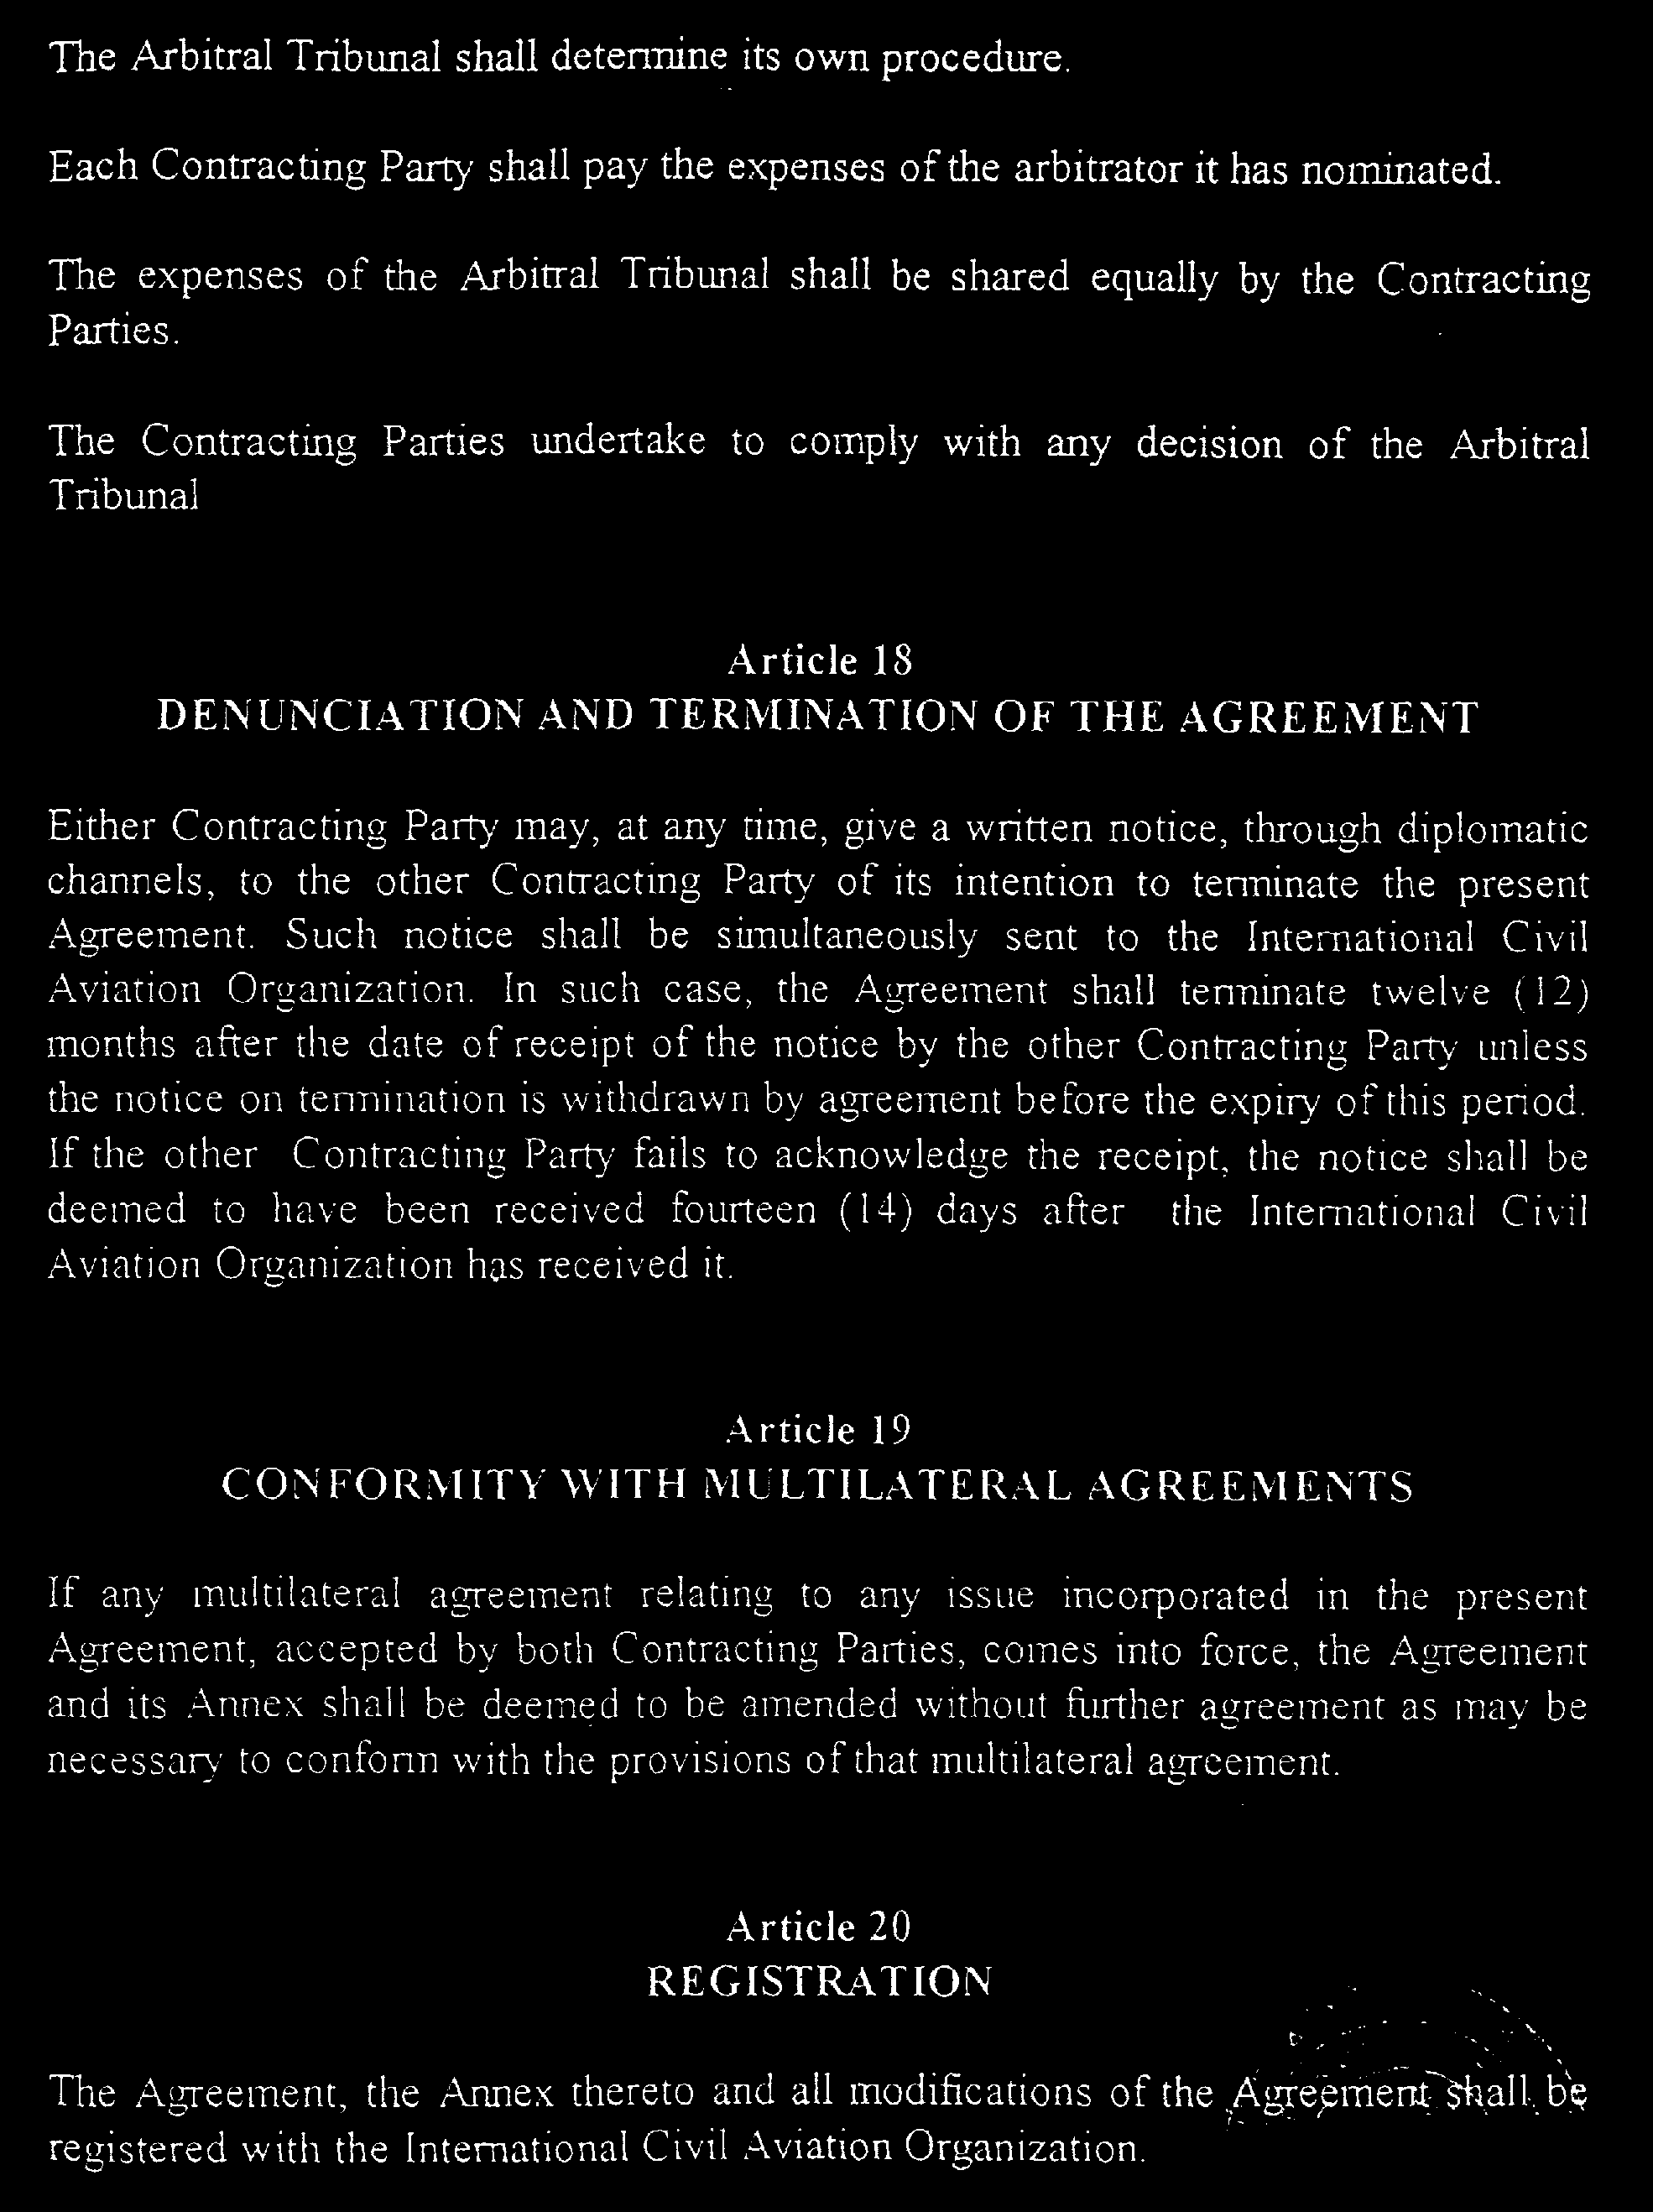 The Arbitral Tribunal shall determine its own procedure.
Each Contracting Party shall pay the expenses of the arbitrator it has nominated.
The expenses of the Arbitral Tribunal shall be shared equally by the Contracting
Parties.
The Contracting Parties undertake to comply with any decision of the Arbitral
Tribunal
Article 18
DENUNCIATION AND TERMINATION OF THE AGREEMENT
Either Contracting Party may, at any time, give a written notice, through diplomatic
channels, to the other Contracting Party of its intention to terminate the present
Agreement. Such notice shall be simultaneously sent to the International Civil
Aviation Organization. In such case, the Agreement shall terminate twelve (12)
months after the date of receipt of the notice by the other Contracting Party unless
the notice on termination is withdrawn by agreement before the expiry of this period.
If the other Contracting Party fails to acknowledge the receipt, the notice shall be
deemed to have been received fourteen (14) days after the International Civil
Aviation Organization has received it.
Article 19
CONFORMITY WITH MULTILATERAL AGREEMENTS
If any multilateral agreement relating to any issue incorporated in the present
Agreement, accepted by both Contracting Parties, comes into force, the Agreement
and its Annex shall be deemed to be amended without further agreement as may be
necessary to conform with the provisions of that multilateral agreement.
Article 20
REGISTRATION
The Agreement, the Annex thereto and all modifications of the Agreement shall be
registered with the International Civil Aviation Organization.